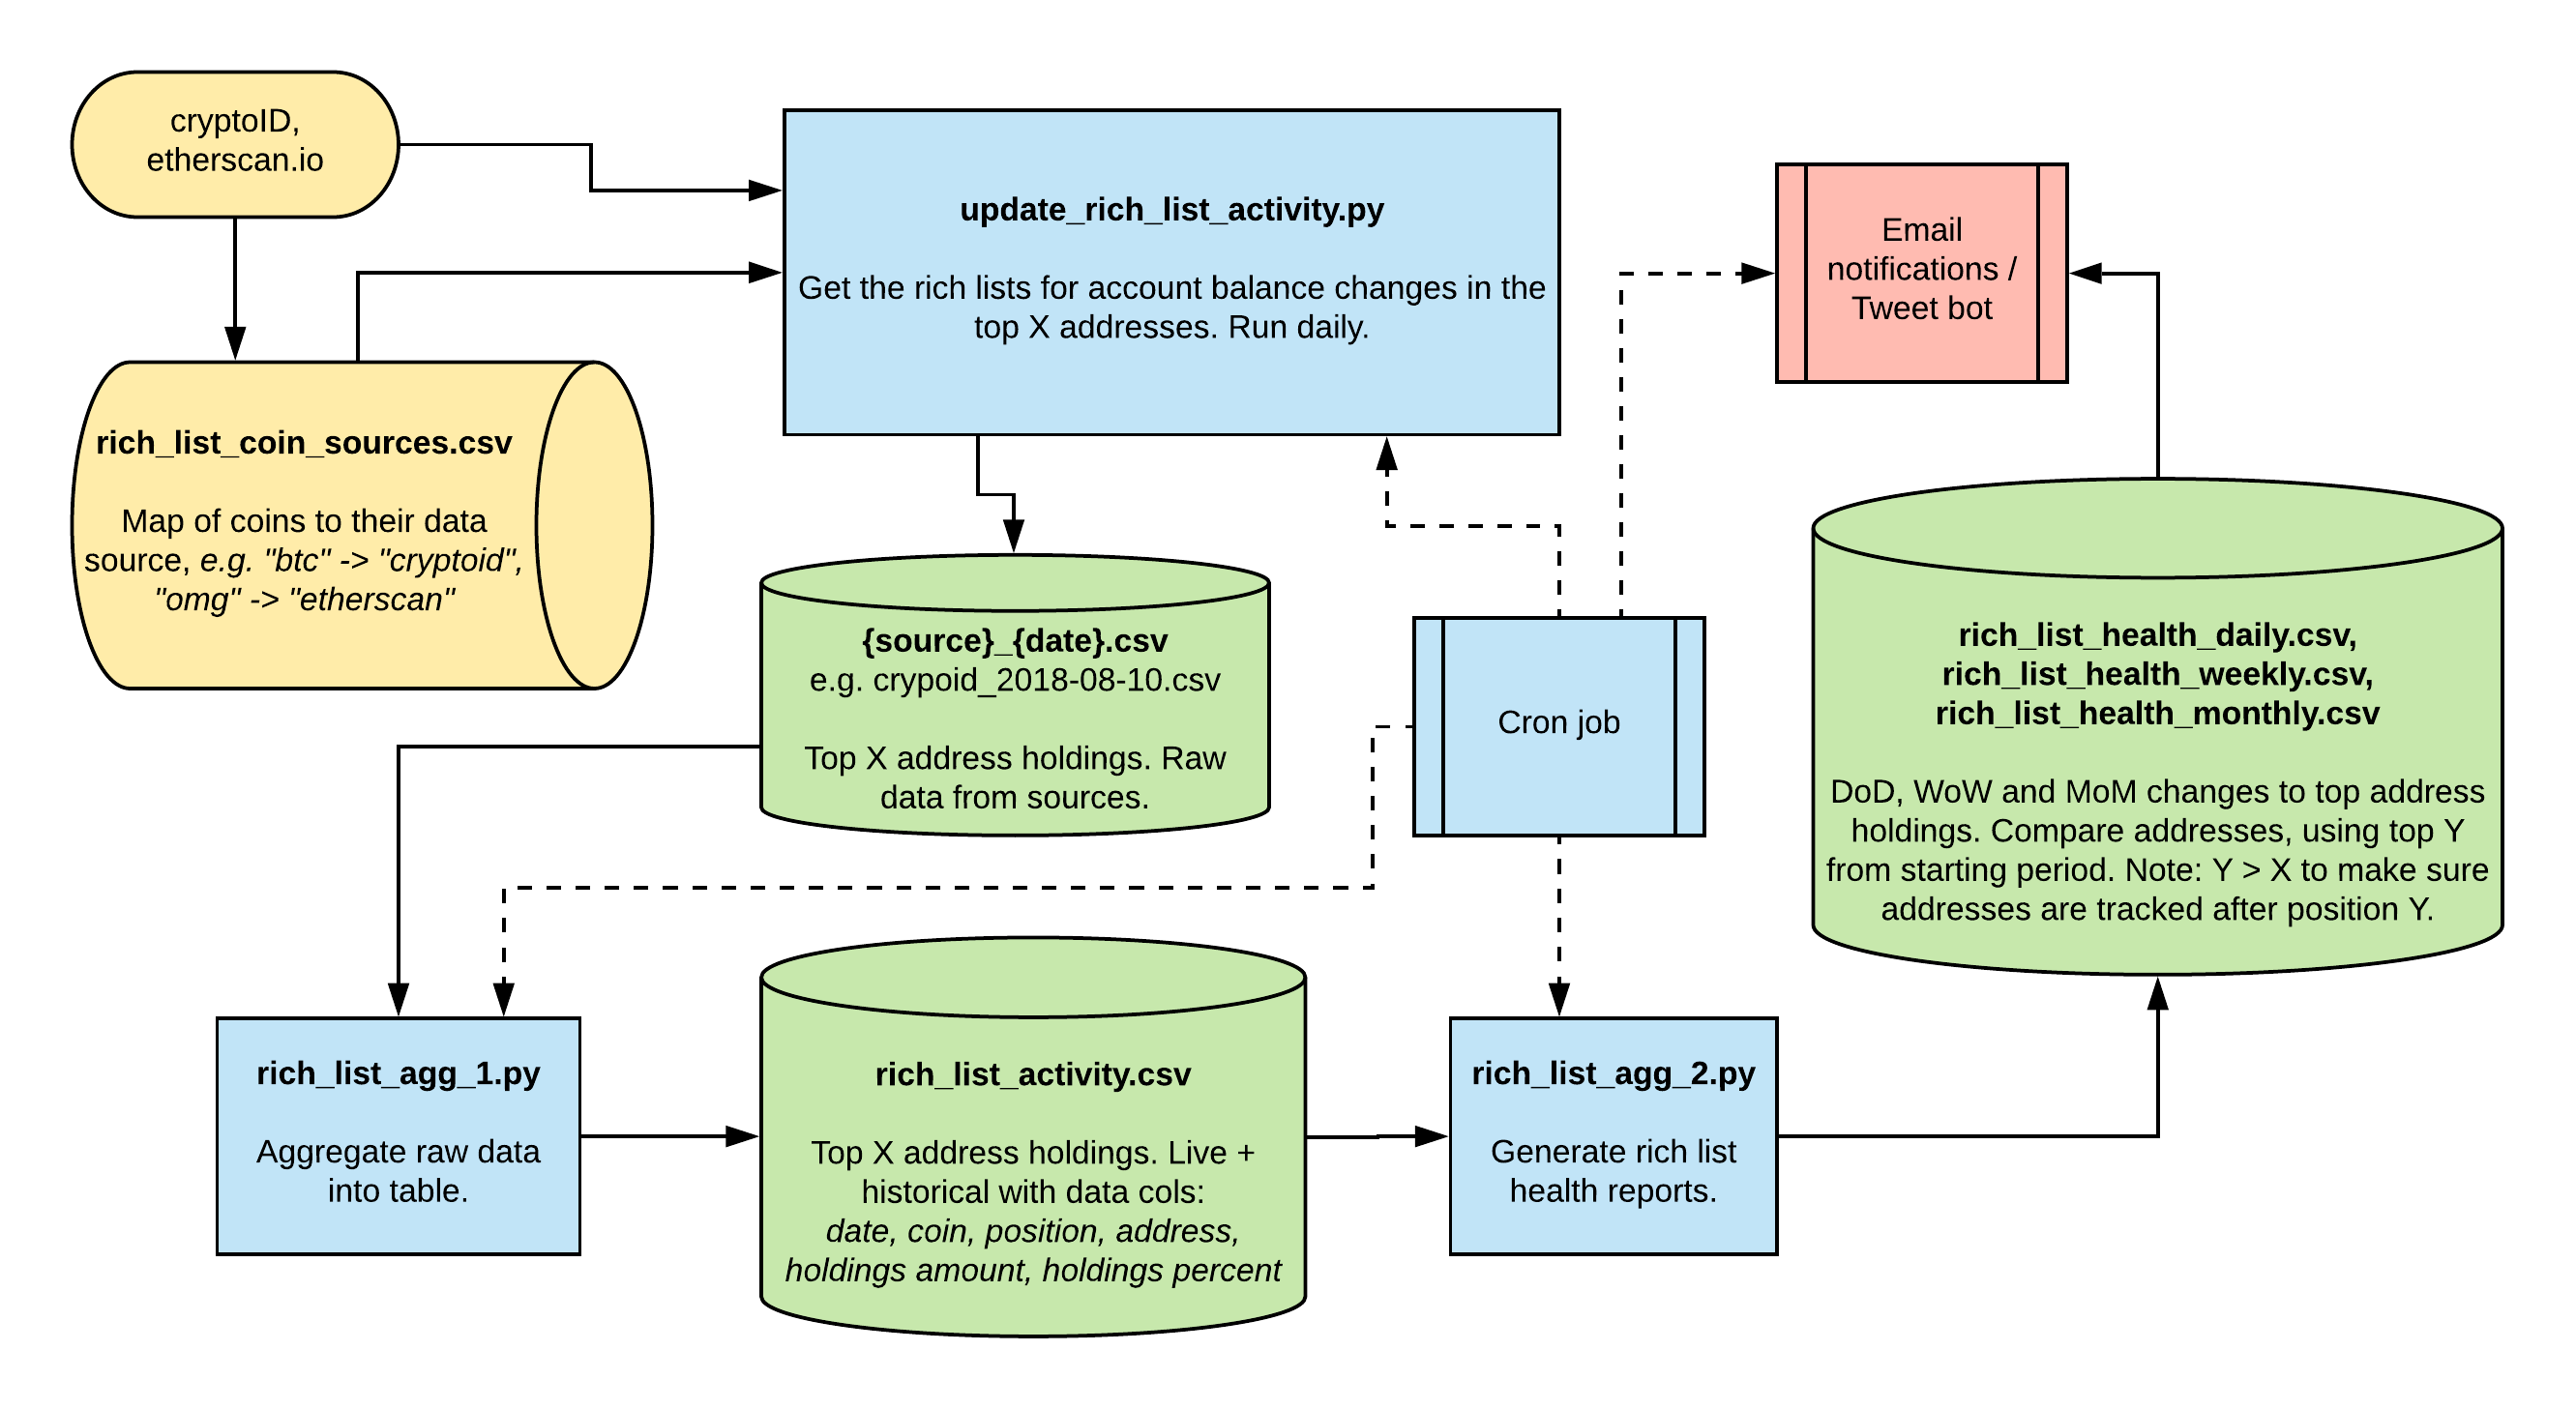 cryptoID,
etherscan.io
update_rich_list_activity.py
Get the rich lists for account balance changes in the
top X addresses. Run daily.
Email
notifications /
Tweet bot
rich_list_coin_sources.csv
Map of coins to their data
source, e.g. "btc" -> "cryptoid",
"omg" -> "etherscan"
{source}_{date}.csv
e.g. crypoid_2018-08-10.csv
Top X address holdings. Raw
data from sources.
Cron job
rich_list_health_daily.csv,
rich_list_health_weekly.csv,
rich_list_health_monthly.csv
DoD, WoW and MoM changes to top address
holdings. Compare addresses, using top Y
from starting period. Note: Y > X to make sure
addresses are tracked after position Y.
rich_list_agg_1.py
Aggregate raw data
into table.
rich_list_activity.csv
Top X address holdings. Live +
historical with data cols:
date, coin, position, address,
holdings amount, holdings percent
rich_list_agg_2.py
Generate rich list
health reports.